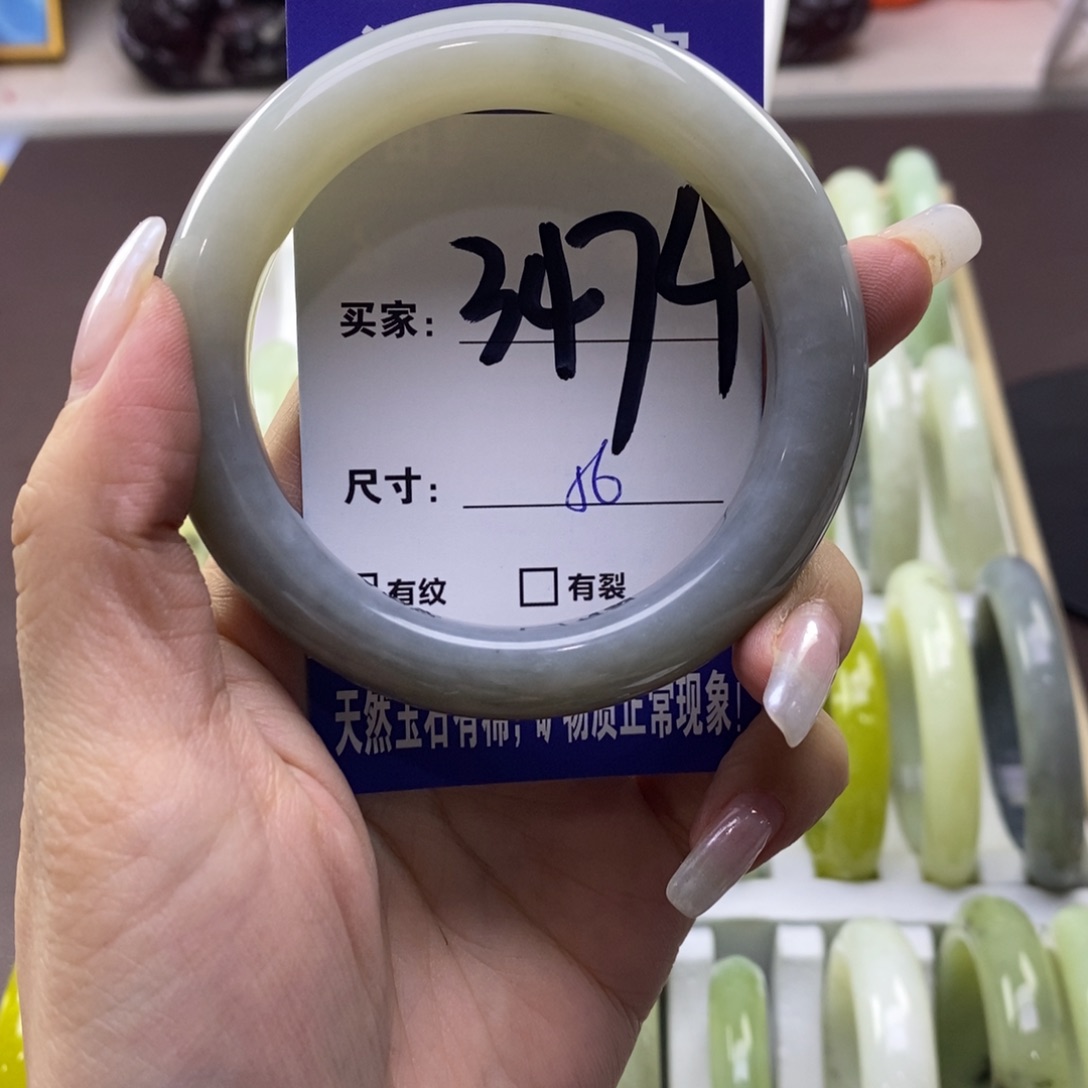 买家：3474
尺寸：56
有纹 有裂
天然玉石有棉，矿物质正常现象！